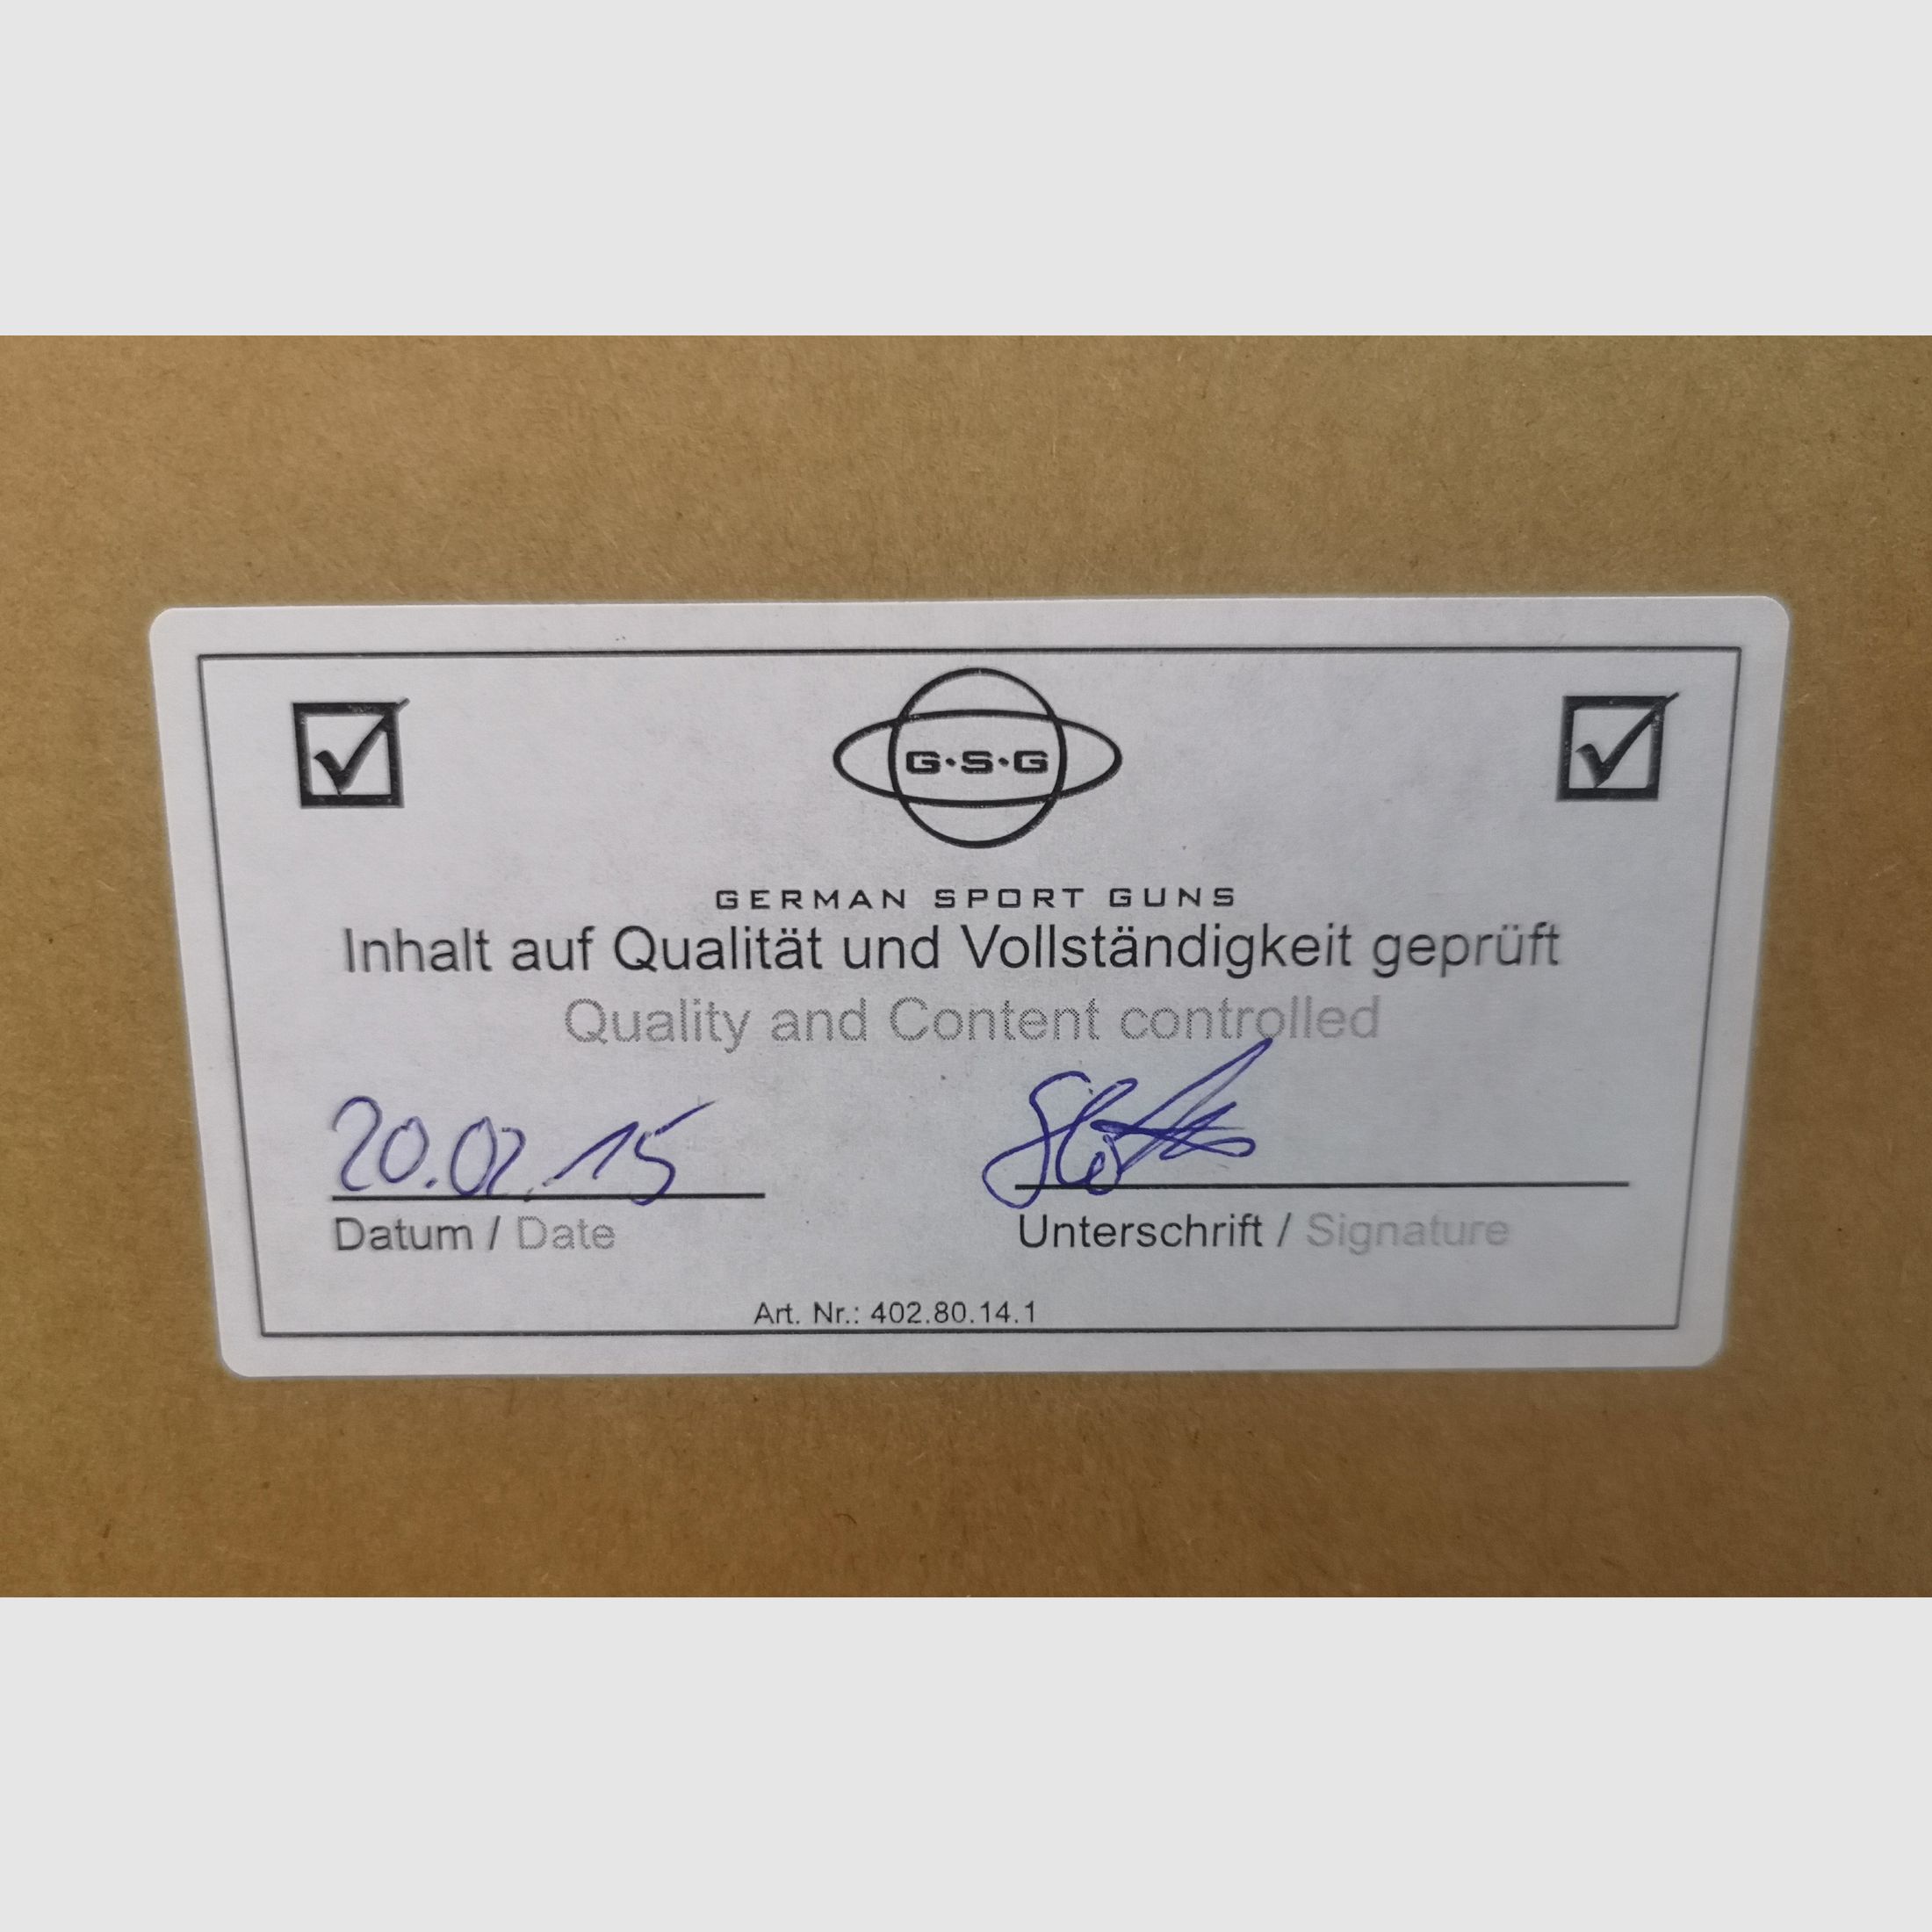 G·S·G
GERMAN SPORT GUNS
Inhalt auf Qualität und Vollständigkeit geprüft
Quality and Content controlled
20.02.15
Datum / Date
Unterschrift / Signature
Art. Nr.: 402.80.14.1